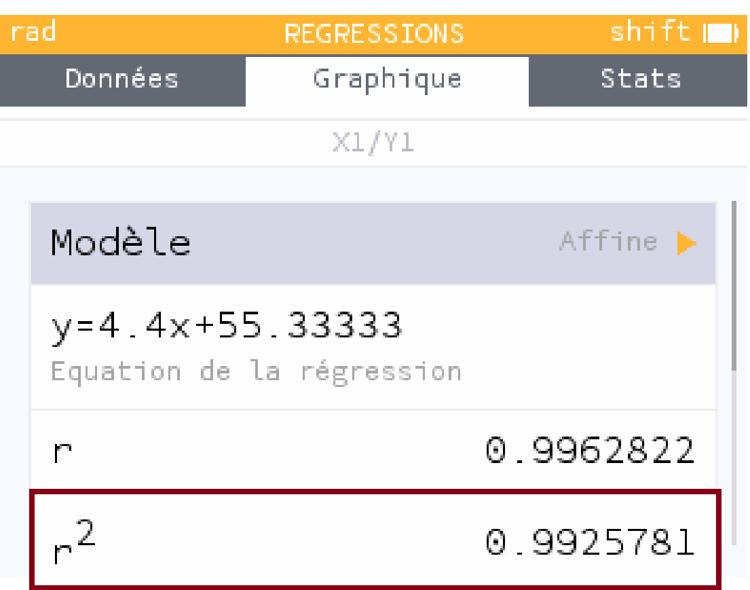 rad REGRESSIONS shift
Données Graphique Stats
X1/Y1
Modèle Affine
y=4.4x+55.33333
Equation de la régression
r 0.9962822
r² 0.9925781